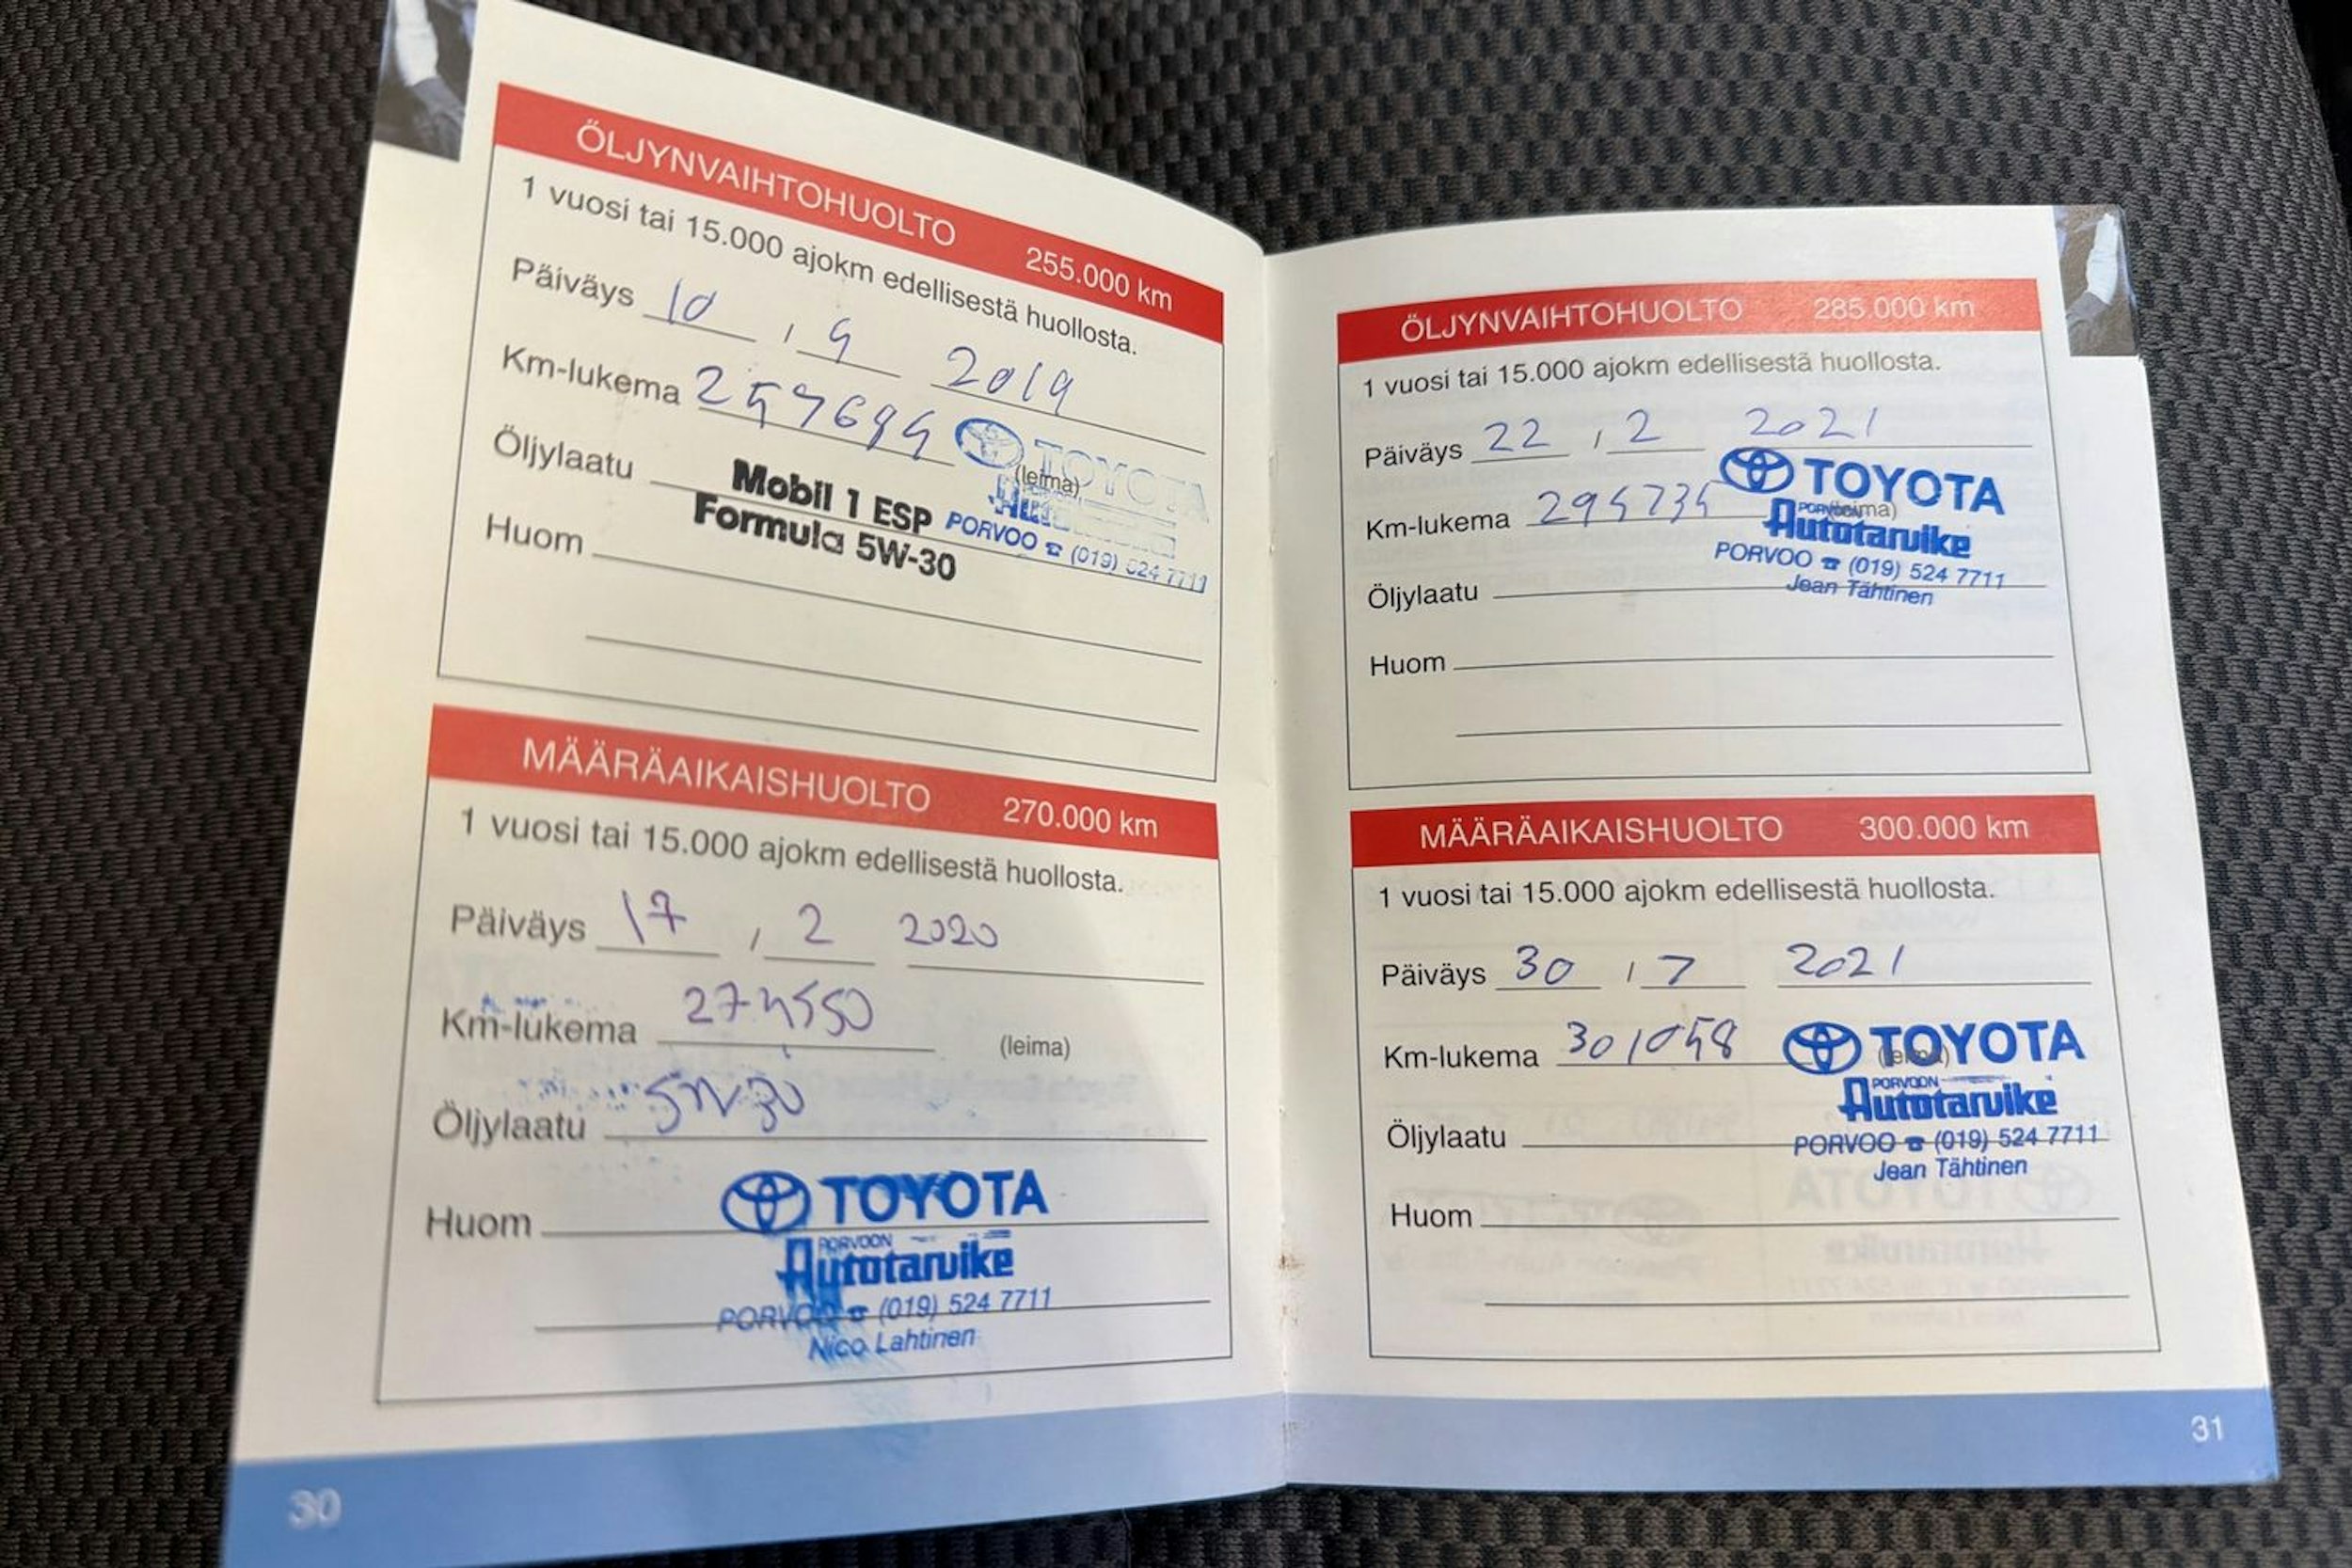 ÖLJYNVAIHTOHUOLTO 255.000 km
1 vuosi tai 15.000 ajokm edellisestä huollosta.
Päiväys 10 , 9 2019
Km-lukema
TOYOTA
(leima)
Öljylaatu Mobil 1 ESP
Formula 5W-30
PORVOO ☎ (019) 524 7711
Huom
MÄÄRÄAIKAISHUOLTO 270.000 km
1 vuosi tai 15.000 ajokm edellisestä huollosta.
Päiväys 17 , 2 2020
Km-lukema 274550 (leima)
Öljylaatu 5W30
Huom
TOYOTA
PORVOON
Autotarvike
PORVOO ☎ (019) 524 7711
Nico Lahtinen
30
ÖLJYNVAIHTOHUOLTO 285.000 km
1 vuosi tai 15.000 ajokm edellisestä huollosta.
Päiväys 22 , 2 2021
Km-lukema
TOYOTA
(leima)
PORVOON
Autotarvike
PORVOO ☎ (019) 524 7711
Jean Tähtinen
Öljylaatu
Huom
MÄÄRÄAIKAISHUOLTO 300.000 km
1 vuosi tai 15.000 ajokm edellisestä huollosta.
Päiväys 30 , 7 2021
Km-lukema 301058
TOYOTA
(leima)
PORVOON
Autotarvike
Öljylaatu
PORVOO ☎ (019) 524 7711
Jean Tähtinen
Huom
31